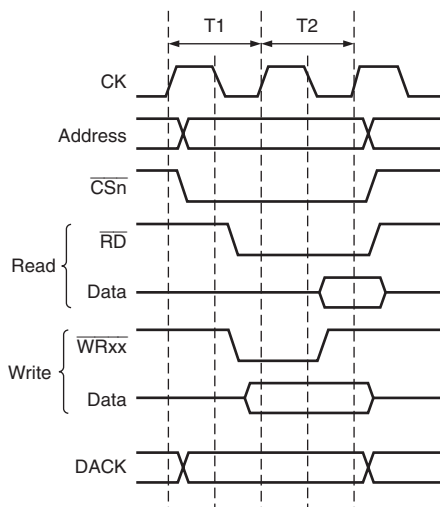 T1 T2
CK
Address
CSn
RD
Read
Data
WRxx
Write
Data
DACK